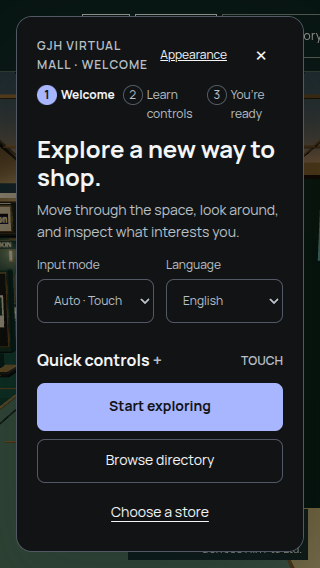 GJH VIRTUAL
MALL · WELCOME
Appearance
×
1 Welcome
2 Learn controls
3 You're ready
Explore a new way to
shop.
Move through the space, look around,
and inspect what interests you.
Input mode
Language
Auto · Touch
English
Quick controls +
TOUCH
Start exploring
Browse directory
Choose a store